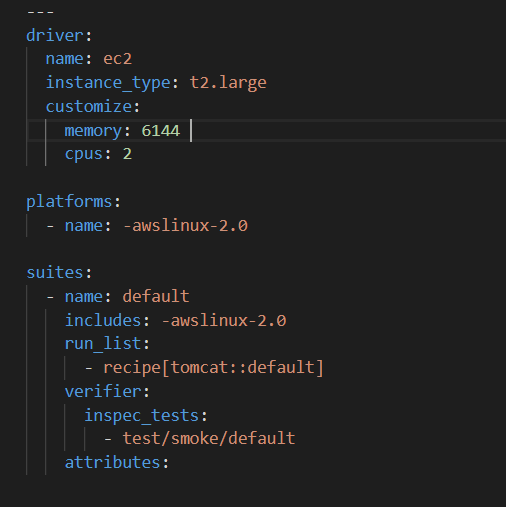 ---
driver:
  name: ec2
  instance_type: t2.large
  customize:
    memory: 6144
    cpus: 2
platforms:
  - name: -awslinux-2.0
suites:
  - name: default
    includes: -awslinux-2.0
    run_list:
      - recipe[tomcat::default]
    verifier:
      inspec_tests:
        - test/smoke/default
    attributes: